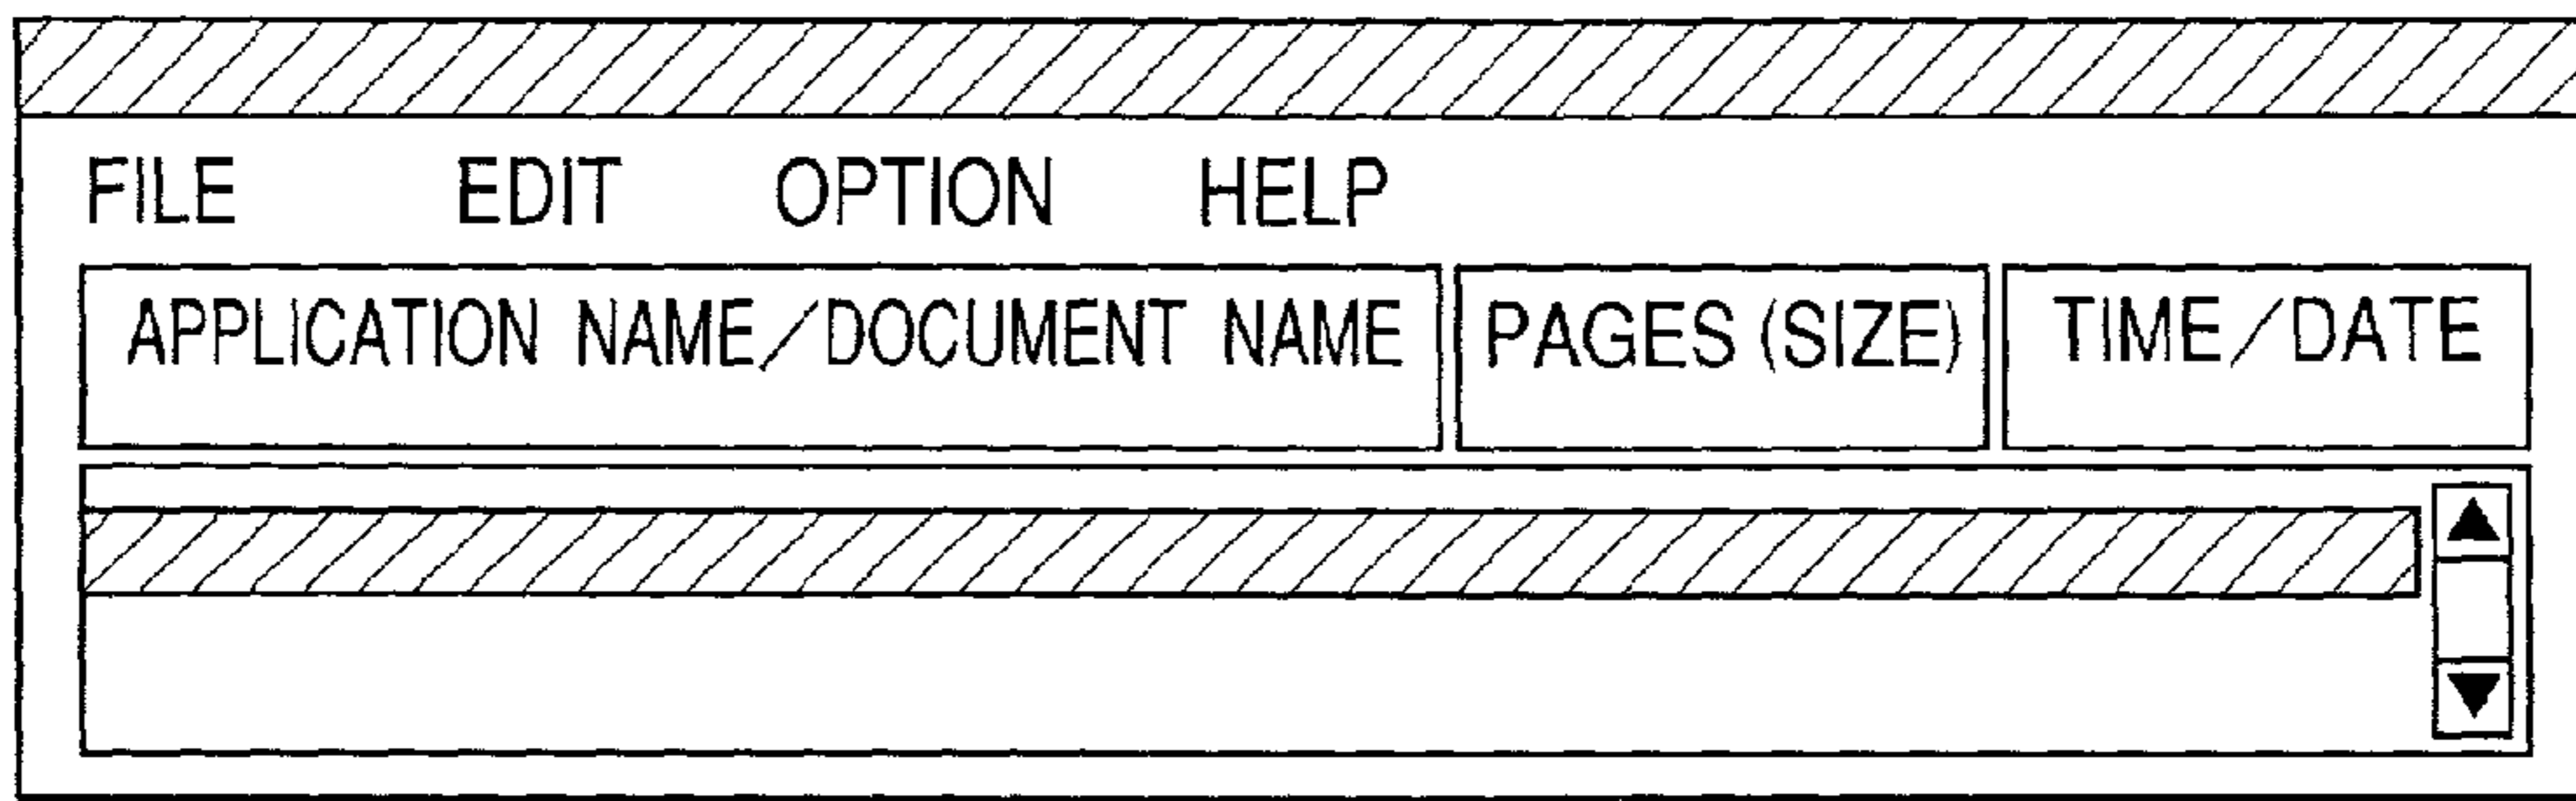 FILE EDIT OPTION HELP
APPLICATION NAME/DOCUMENT NAME PAGES (SIZE) TIME/DATE